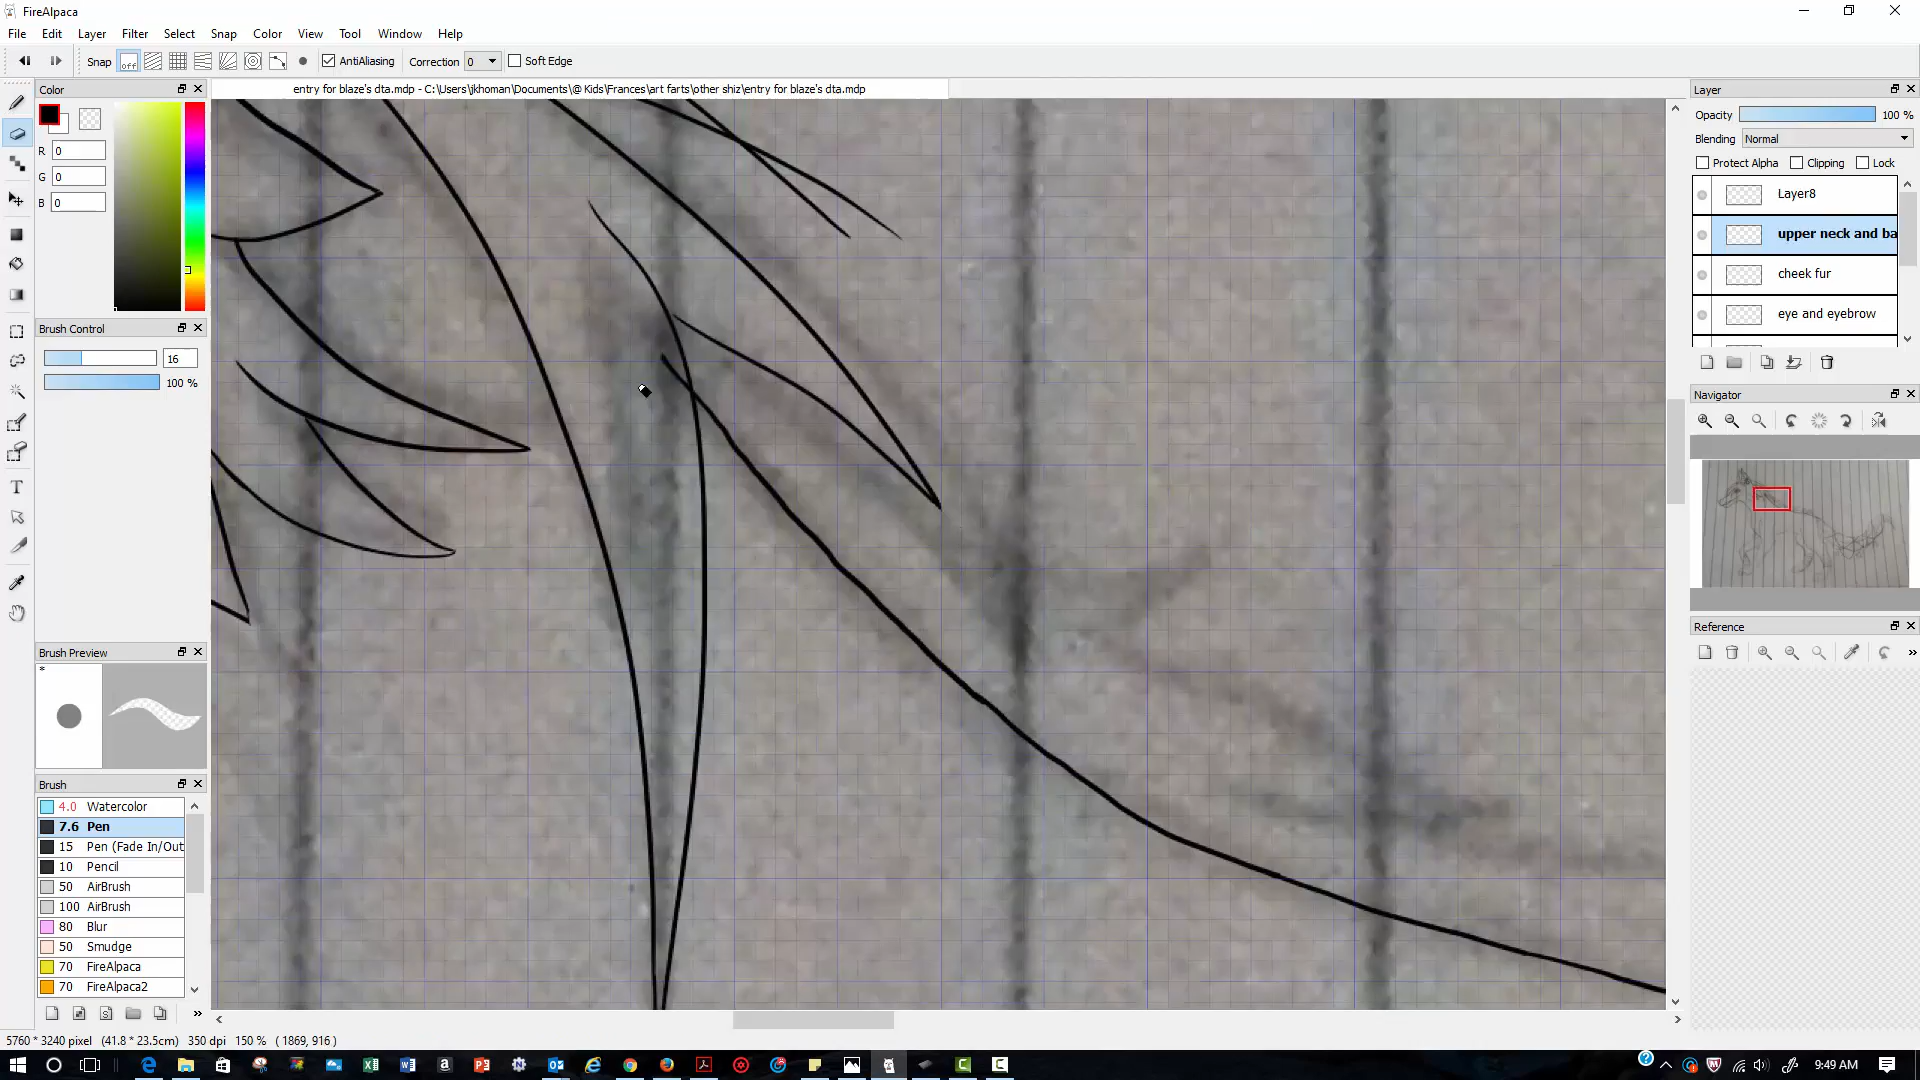 FireAlpaca
File Edit Layer Filter Select Snap Color View Tool Window Help
Snap off AntiAliasing Correction 0 Soft Edge
Color
entry for blaze's dta.mdp - C:\Users\jkhoman\Documents\@ Kids\Frances\art farts\other shiz\entry for blaze's dta.mdp
Layer
Opacity 100 %
Blending Normal
Protect Alpha Clipping Lock
R 0
G 0
B 0
Layer8
upper neck and ba
cheek fur
eye and eyebrow
Brush Control
16
100 %
Navigator
Reference
Brush Preview
*
Brush
4.0 Watercolor
7.6 Pen
15 Pen (Fade In/Out
10 Pencil
50 AirBrush
100 AirBrush
80 Blur
50 Smudge
70 FireAlpaca
70 FireAlpaca2
5760 * 3240 pixel (41.8 * 23.5cm) 350 dpi 150 % ( 1869, 916 )
9:49 AM